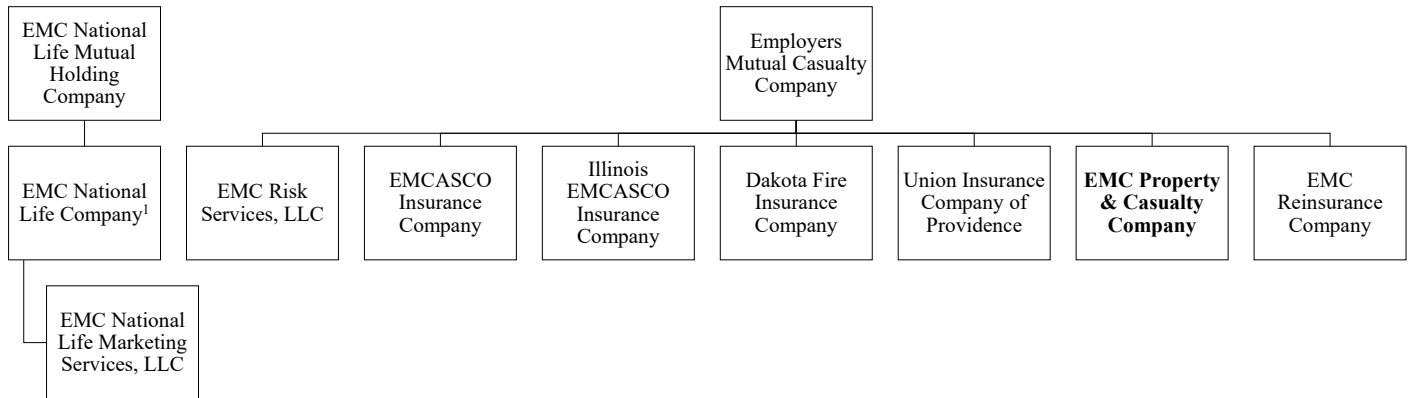 EMC National
Life Mutual
Holding
Company
Employers
Mutual Casualty
Company
EMC National
Life Company¹
EMC Risk
Services, LLC
EMCASCO
Insurance
Company
Illinois
EMCASCO
Insurance
Company
Dakota Fire
Insurance
Company
Union Insurance
Company of
Providence
EMC Property
& Casualty
Company
EMC
Reinsurance
Company
EMC National
Life Marketing
Services, LLC